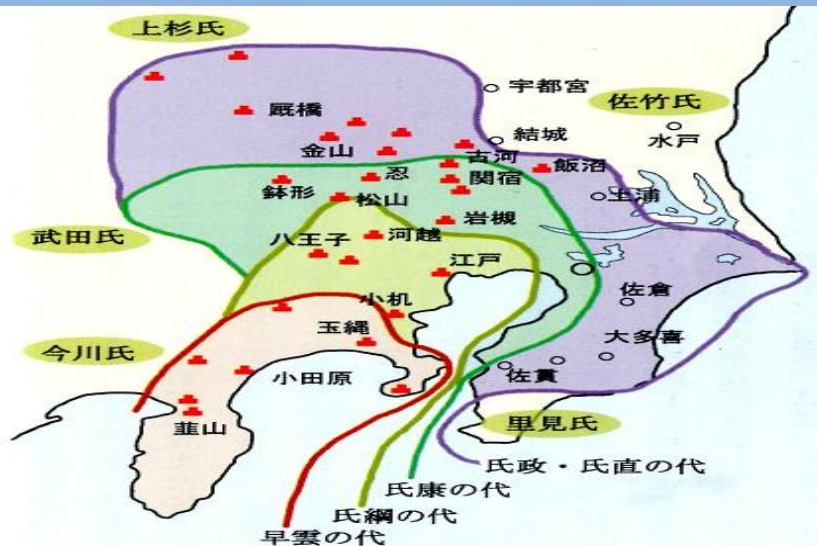 上杉氏
宇都宮
佐竹氏
厩橋
結城
水戸
金山
古河
飯沼
忍
関宿
鉢形
松山
土浦
岩槻
武田氏
八王子
河越
江戸
佐倉
小机
玉縄
大多喜
今川氏
小田原
佐貫
韮山
里見氏
氏政・氏直の代
氏康の代
氏綱の代
早雲の代